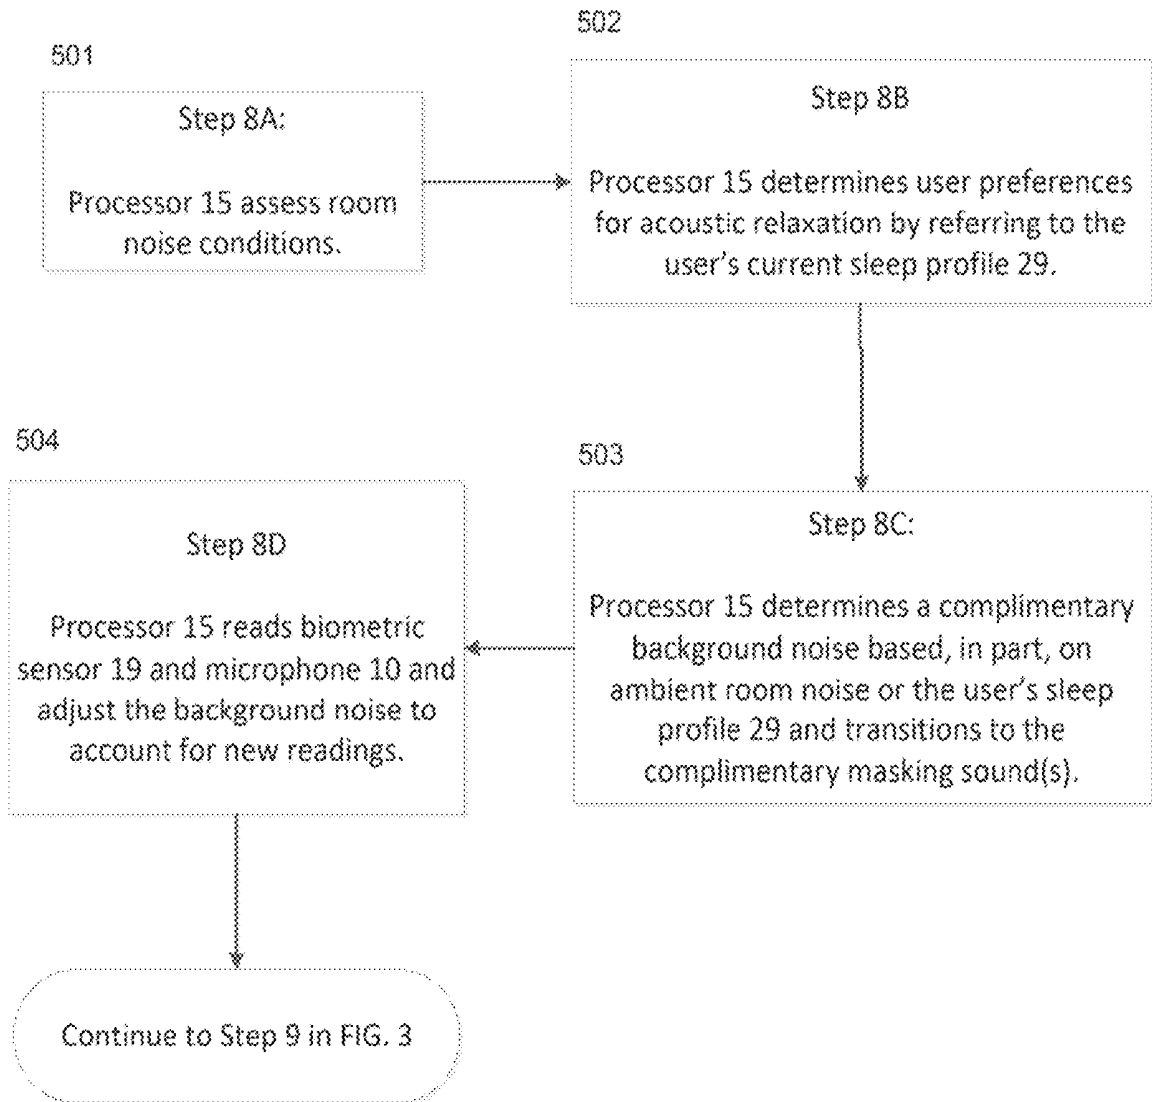 501
Step 8A:
Processor 15 assess room
noise conditions.
502
Step 8B
Processor 15 determines user preferences
for acoustic relaxation by referring to the
user's current sleep profile 29.
503
Step 8C:
Processor 15 determines a complimentary
background noise based, in part, on
ambient room noise or the user's sleep
profile 29 and transitions to the
complimentary masking sound(s).
504
Step 8D
Processor 15 reads biometric
sensor 19 and microphone 10 and
adjust the background noise to
account for new readings.
Continue to Step 9 in FIG. 3